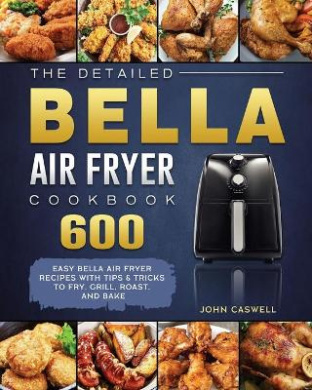 THE DETAILED
BELLA
AIR FRYER
COOKBOOK
600
EASY BELLA AIR FRYER
RECIPES WITH TIPS & TRICKS
TO FRY, GRILL, ROAST,
AND BAKE
JOHN CASWELL